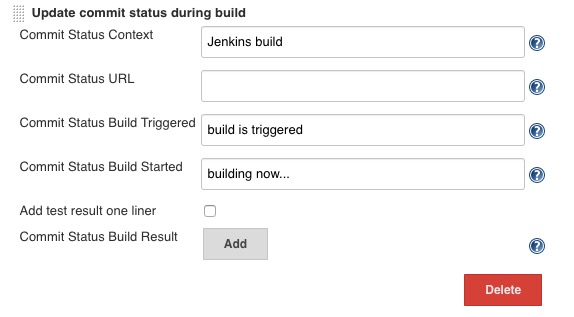 Update commit status during build
Commit Status Context
Jenkins build
Commit Status URL
Commit Status Build Triggered
build is triggered
Commit Status Build Started
building now...
Add test result one liner
Commit Status Build Result
Add
Delete